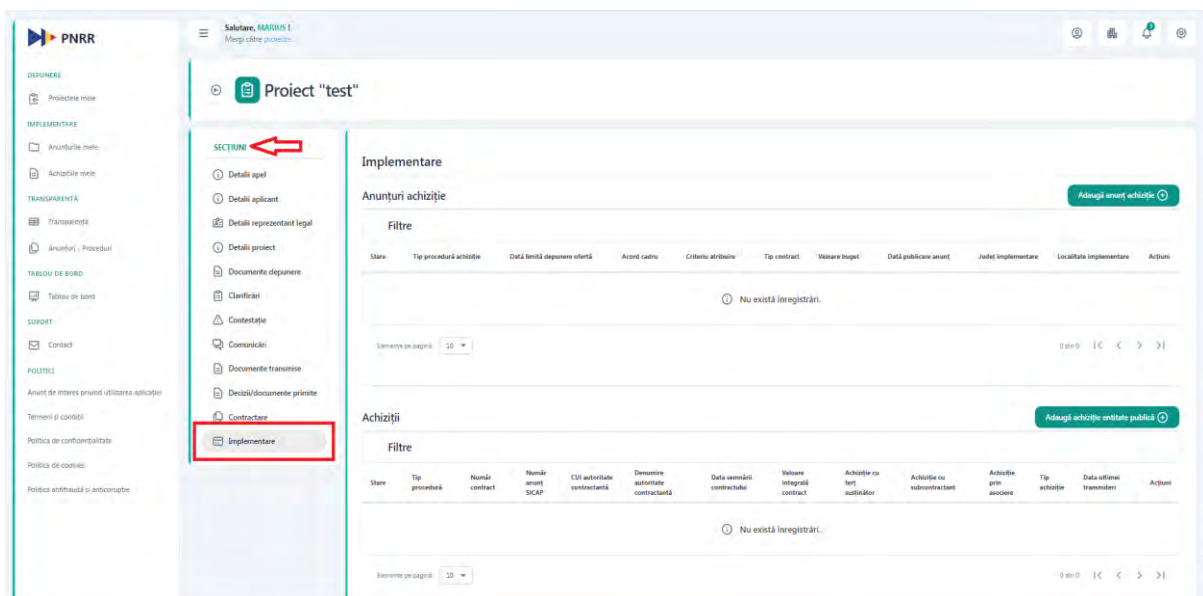 PNRR
Salutare, MARIUS !
Mergi către proiecte...
DEPUNERE
Proiectele mele
IMPLEMENTARE
Anunțurile mele
Achizițiile mele
TRANSPARENȚĂ
Transparență
Anunțuri - Proceduri
TABLOU DE BORD
Tablou de bord
SUPORT
Contact
POLITICI
Anunț de interes privind utilizarea aplicației
Termeni și condiții
Politica de confidențialitate
Politica de cookies
Politica antifraudă și anticorupție
Proiect "test"
SECȚIUNI
Detalii apel
Detalii aplicant
Detalii reprezentant legal
Detalii proiect
Documente depunere
Clarificări
Contestație
Comunicări
Documente transmise
Decizii/documente primite
Contractare
Implementare
Implementare
Anunțuri achiziție
Adaugă anunț achiziție
Filtre
Stare Tip procedură achiziție Dată limită depunere ofertă Acord cadru Criteriu atribuire Tip contract Valoare buget Dată publicare anunț Județ implementare Localitate implementare Acțiuni
Nu există înregistrări.
Elemente pe pagină: 10
0 din 0
Achiziții
Adaugă achiziție entitate publică
Filtre
Stare Tip procedură Număr contract Număr anunț SICAP CUI autoritate contractantă Denumire autoritate contractantă Data semnării contractului Valoare integrală contract Achiziție cu terț susținător Achiziție cu subcontractant Achiziție prin asociere Tip achiziție Data ultimei transmiteri Acțiuni
Nu există înregistrări.
Elemente pe pagină: 10
0 din 0